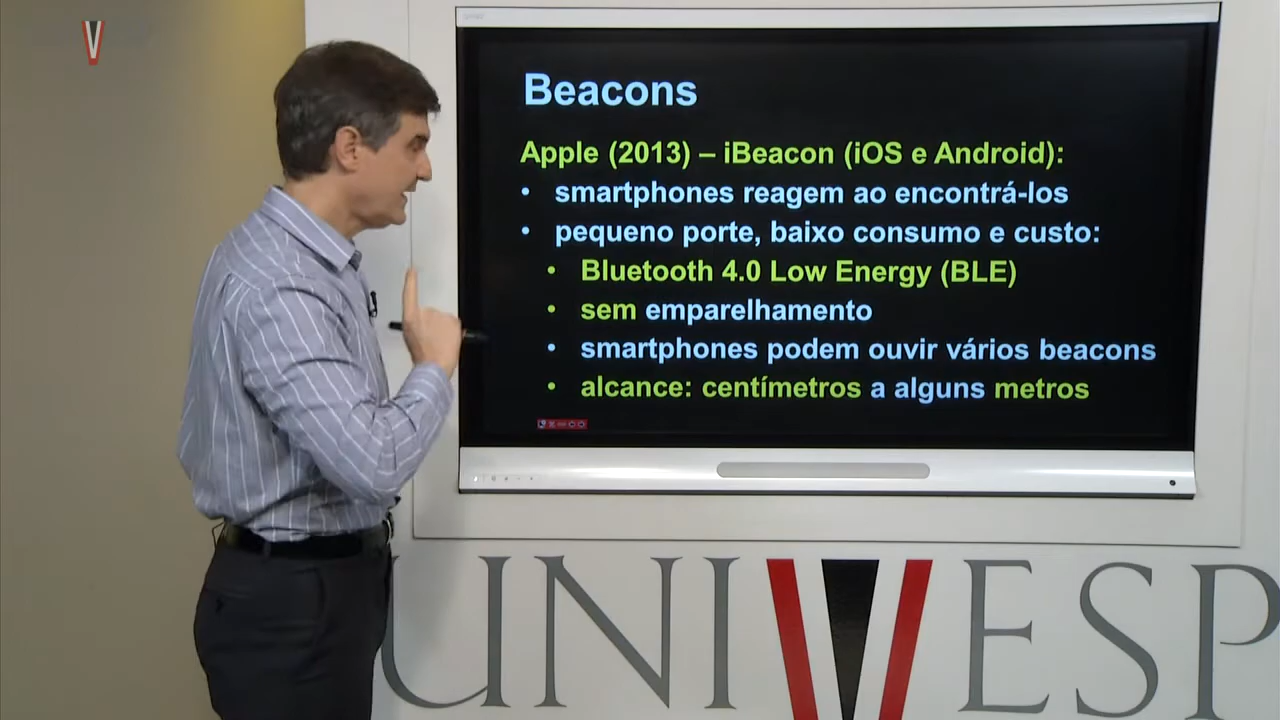 Beacons
Apple (2013) – iBeacon (iOS e Android):
• smartphones reagem ao encontrá-los
• pequeno porte, baixo consumo e custo:
• Bluetooth 4.0 Low Energy (BLE)
• sem emparelhamento
• smartphones podem ouvir vários beacons
• alcance: centímetros a alguns metros
UNIVESP